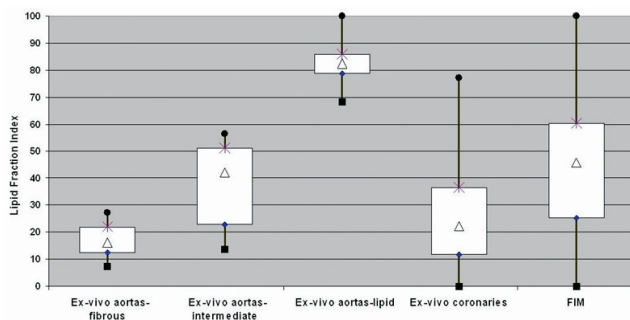 Lipid Fraction Index
100
90
80
70
60
50
40
30
20
10
0
Ex-vivo aortas-
fibrous
Ex-vivo aortas-
intermediate
Ex-vivo aortas-lipid
Ex-vivo coronaries
FIM